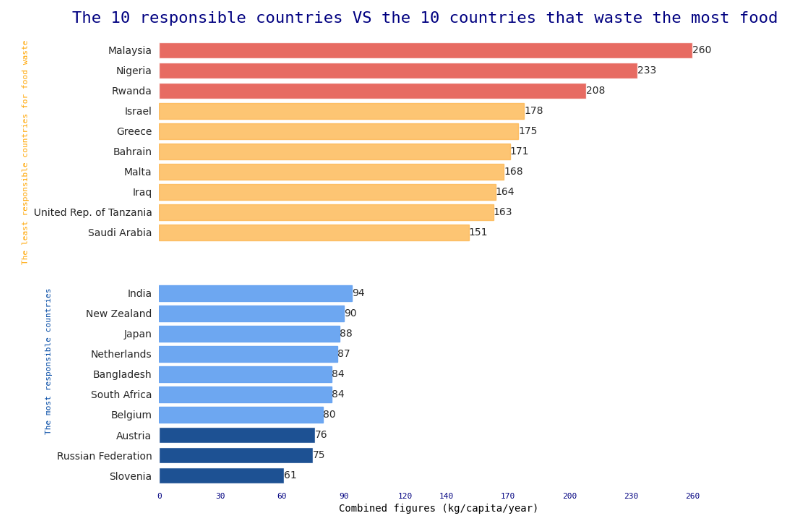 The 10 responsible countries VS the 10 countries that waste the most food
The least responsible countries for food waste
Malaysia 260
Nigeria 233
Rwanda 208
Israel 178
Greece 175
Bahrain 171
Malta 168
Iraq 164
United Rep. of Tanzania 163
Saudi Arabia 151
The most responsible countries
India 94
New Zealand 90
Japan 88
Netherlands 87
Bangladesh 84
South Africa 84
Belgium 80
Austria 76
Russian Federation 75
Slovenia 61
0 30 60 90 120 140 170 200 230 260
Combined figures (kg/capita/year)